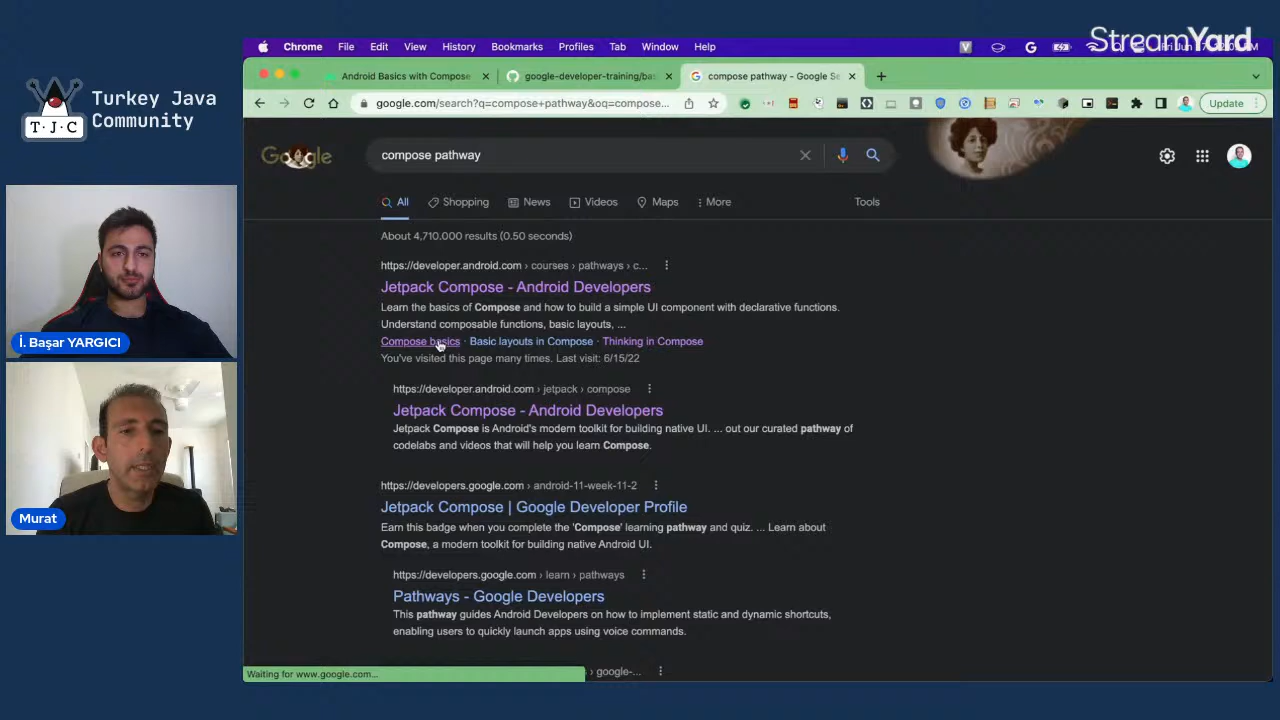 StreamYard
Turkey Java
Community
T·J·C
İ. Başar YARGICI
Murat
Chrome File Edit View History Bookmarks Profiles Tab Window Help
Android Basics with Compose
google-developer-training/bas
compose pathway - Google Se
google.com/search?q=compose+pathway&oq=compose...
Update
Google
compose pathway
All Shopping News Videos Maps More Tools
About 4,710,000 results (0.50 seconds)
https://developer.android.com › courses › pathways › c...
Jetpack Compose - Android Developers
Learn the basics of Compose and how to build a simple UI component with declarative functions.
Understand composable functions, basic layouts, ...
Compose basics · Basic layouts in Compose · Thinking in Compose
You've visited this page many times. Last visit: 6/15/22
https://developer.android.com › jetpack › compose
Jetpack Compose - Android Developers
Jetpack Compose is Android's modern toolkit for building native UI. ... out our curated pathway of
codelabs and videos that will help you learn Compose.
https://developers.google.com › android-11-week-11-2
Jetpack Compose | Google Developer Profile
Earn this badge when you complete the 'Compose' learning pathway and quiz. ... Learn about
Compose, a modern toolkit for building native Android UI.
https://developers.google.com › learn › pathways
Pathways - Google Developers
This pathway guides Android Developers on how to implement static and dynamic shortcuts,
enabling users to quickly launch apps using voice commands.
› google-...
Waiting for www.google.com...